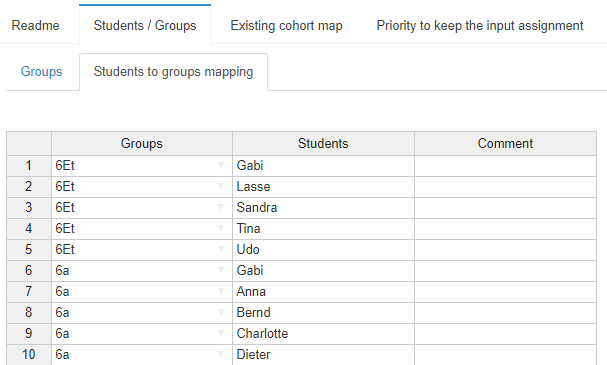 Readme Students / Groups Existing cohort map Priority to keep the input assignment
Groups Students to groups mapping
Groups Students Comment
1 6Et Gabi
2 6Et Lasse
3 6Et Sandra
4 6Et Tina
5 6Et Udo
6 6a Gabi
7 6a Anna
8 6a Bernd
9 6a Charlotte
10 6a Dieter